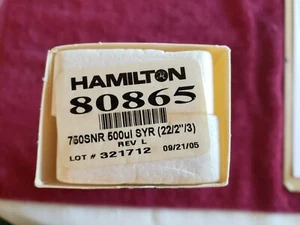 HAMILTON
80865
750SNR 500ul SYR (22/2"/3)
REV L
LOT # 321712 09/21/05